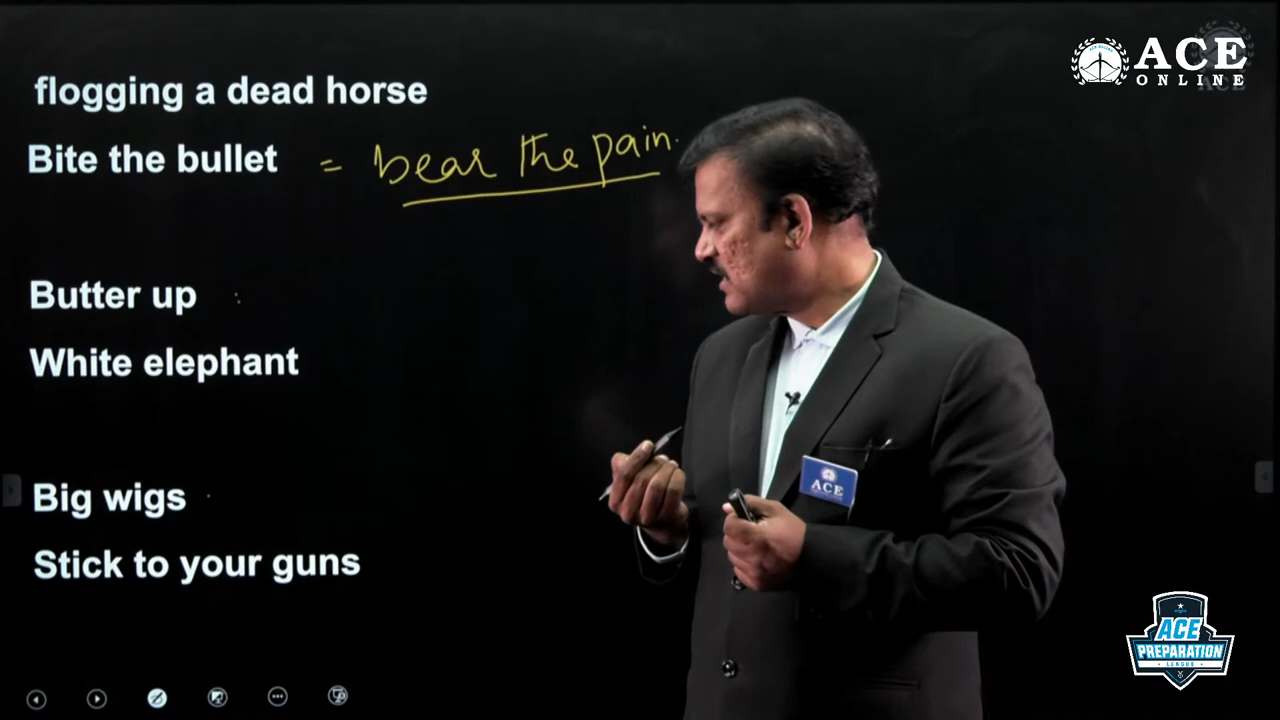 flogging a dead horse
Bite the bullet = bear the pain.
Butter up
White elephant
Big wigs
Stick to your guns
ACE
ONLINE
ACE
ACE
PREPARATION
LEAGUE